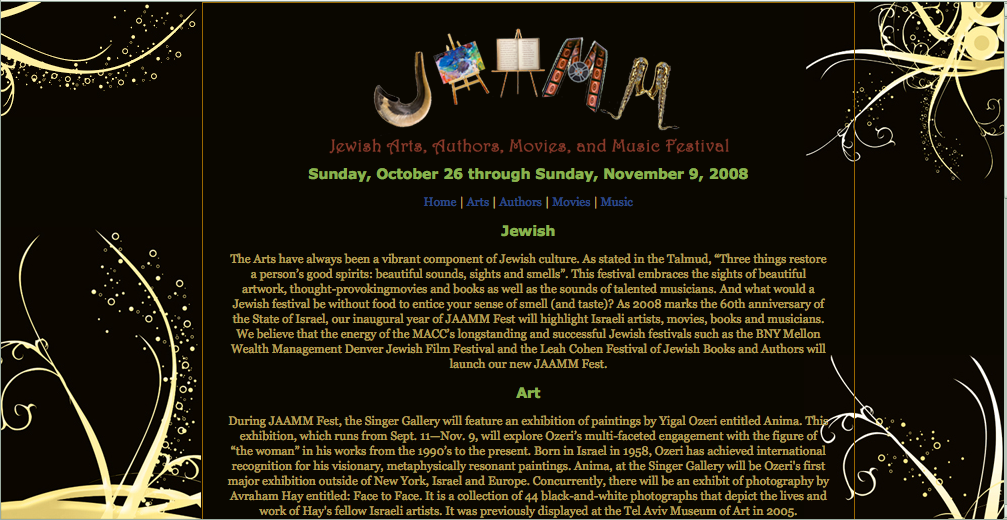 JAAMM
Jewish Arts, Authors, Movies, and Music Festival
Sunday, October 26 through Sunday, November 9, 2008
Home | Arts | Authors | Movies | Music
Jewish
The Arts have always been a vibrant component of Jewish culture. As stated in the Talmud, “Three things restore
a person’s good spirits: beautiful sounds, sights and smells”. This festival embraces the sights of beautiful
artwork, thought-provokingmovies and books as well as the sounds of talented musicians. And what would a
Jewish festival be without food to entice your sense of smell (and taste)? As 2008 marks the 60th anniversary of
the State of Israel, our inaugural year of JAAMM Fest will highlight Israeli artists, movies, books and musicians.
We believe that the energy of the MACC’s longstanding and successful Jewish festivals such as the BNY Mellon
Wealth Management Denver Jewish Film Festival and the Leah Cohen Festival of Jewish Books and Authors will
launch our new JAAMM Fest.
Art
During JAAMM Fest, the Singer Gallery will feature an exhibition of paintings by Yigal Ozeri entitled Anima. This
exhibition, which runs from Sept. 11—Nov. 9, will explore Ozeri’s multi-faceted engagement with the figure of
“the woman” in his works from the 1990’s to the present. Born in Israel in 1958, Ozeri has achieved international
recognition for his visionary, metaphysically resonant paintings. Anima, at the Singer Gallery will be Ozeri's first
major exhibition outside of New York, Israel and Europe. Concurrently, there will be an exhibit of photography by
Avraham Hay entitled: Face to Face. It is a collection of 44 black-and-white photographs that depict the lives and
work of Hay's fellow Israeli artists. It was previously displayed at the Tel Aviv Museum of Art in 2005.